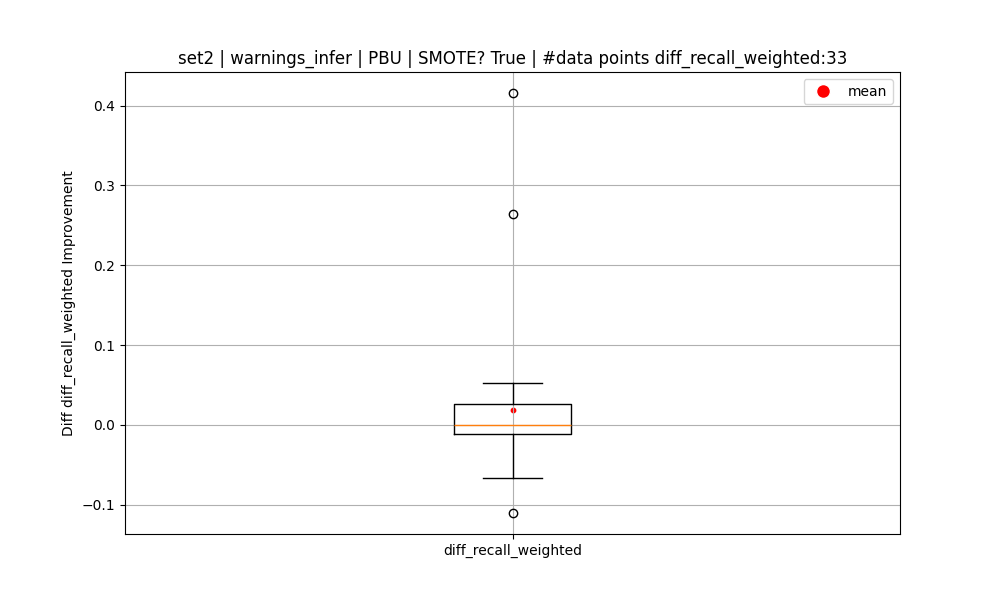 set2 | warnings_infer | PBU | SMOTE? True | #data points diff_recall_weighted:33
mean
Diff diff_recall_weighted Improvement
0.4
0.3
0.2
0.1
0.0
−0.1
diff_recall_weighted